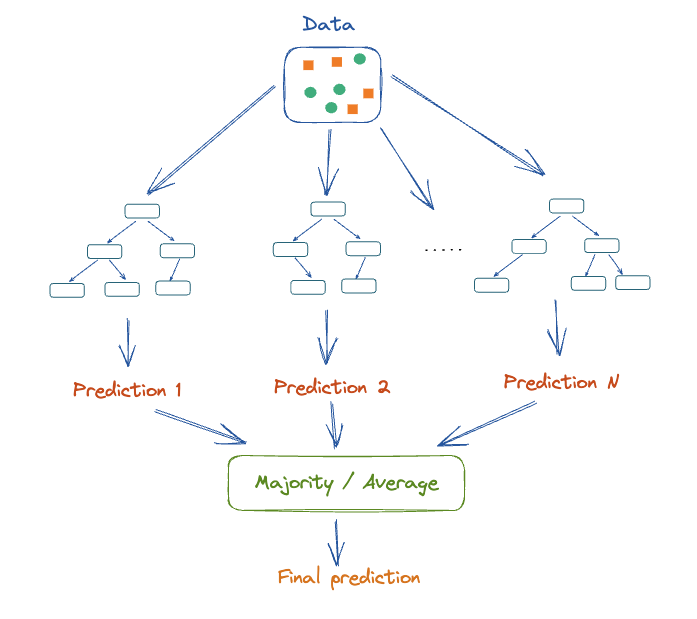 Data
.....
Prediction 1
Prediction 2
Prediction N
Majority / Average
Final prediction